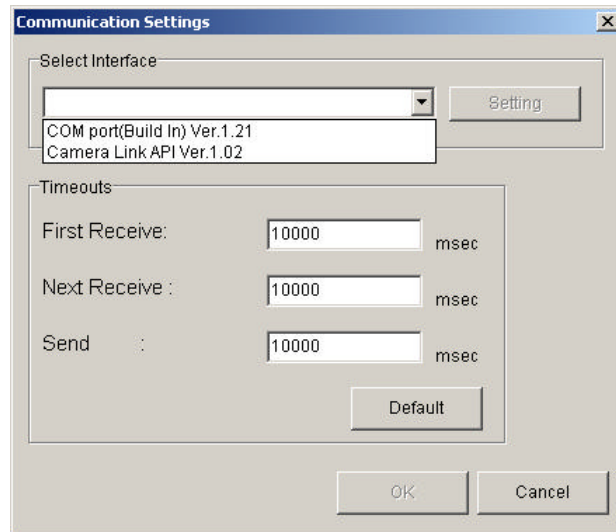 Communication Settings
Select Interface
Setting
COM port(Build In) Ver.1.21
Camera Link API Ver.1.02
Timeouts
First Receive: 10000 msec
Next Receive : 10000 msec
Send : 10000 msec
Default
OK Cancel